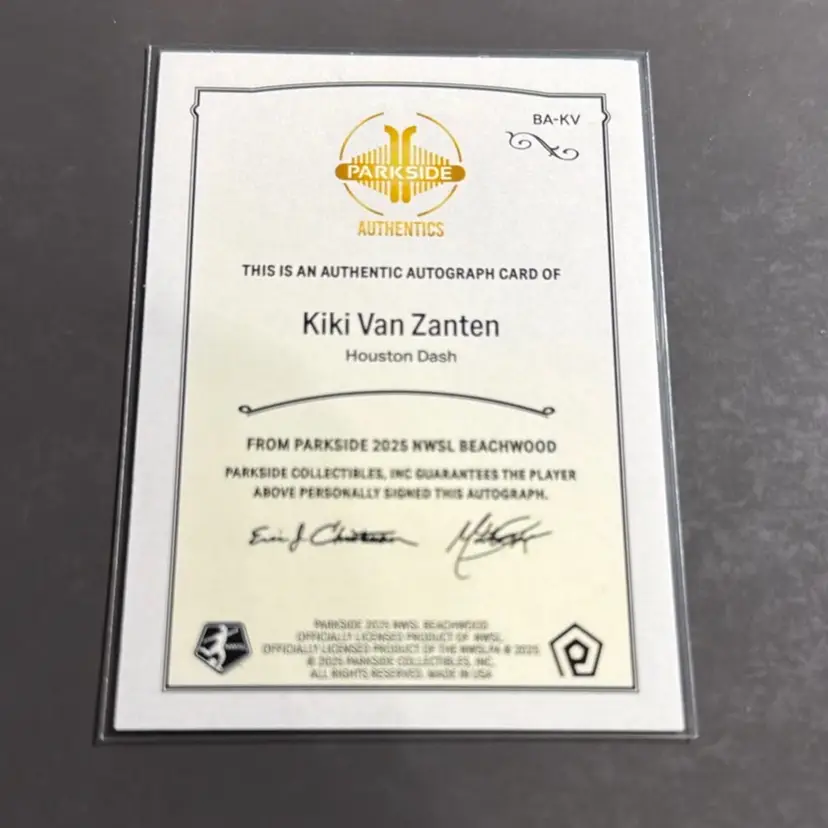 BA-KV
PARKSIDE
AUTHENTICS
THIS IS AN AUTHENTIC AUTOGRAPH CARD OF
Kiki Van Zanten
Houston Dash
FROM PARKSIDE 2025 NWSL BEACHWOOD
PARKSIDE COLLECTIBLES, INC GUARANTEES THE PLAYER
ABOVE PERSONALLY SIGNED THIS AUTOGRAPH.
PARKSIDE 2025 NWSL BEACHWOOD
OFFICIALLY LICENSED PRODUCT OF NWSL
OFFICIALLY LICENSED PRODUCT OF THE NWSLPA © 2025
© 2025 PARKSIDE COLLECTIBLES, INC.
ALL RIGHTS RESERVED. MADE IN USA